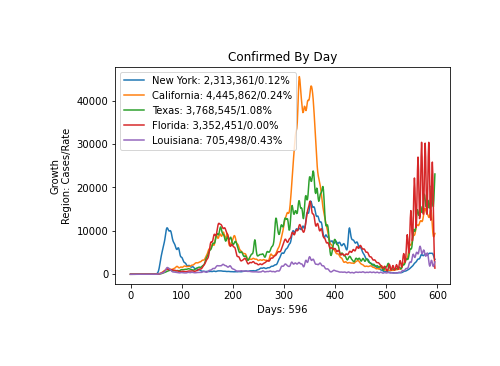 Confirmed By Day
New York: 2,313,361/0.12%
California: 4,445,862/0.24%
Texas: 3,768,545/1.08%
Florida: 3,352,451/0.00%
Louisiana: 705,498/0.43%
Growth
Region: Cases/Rate
40000
30000
20000
10000
0
0 100 200 300 400 500 600
Days: 596